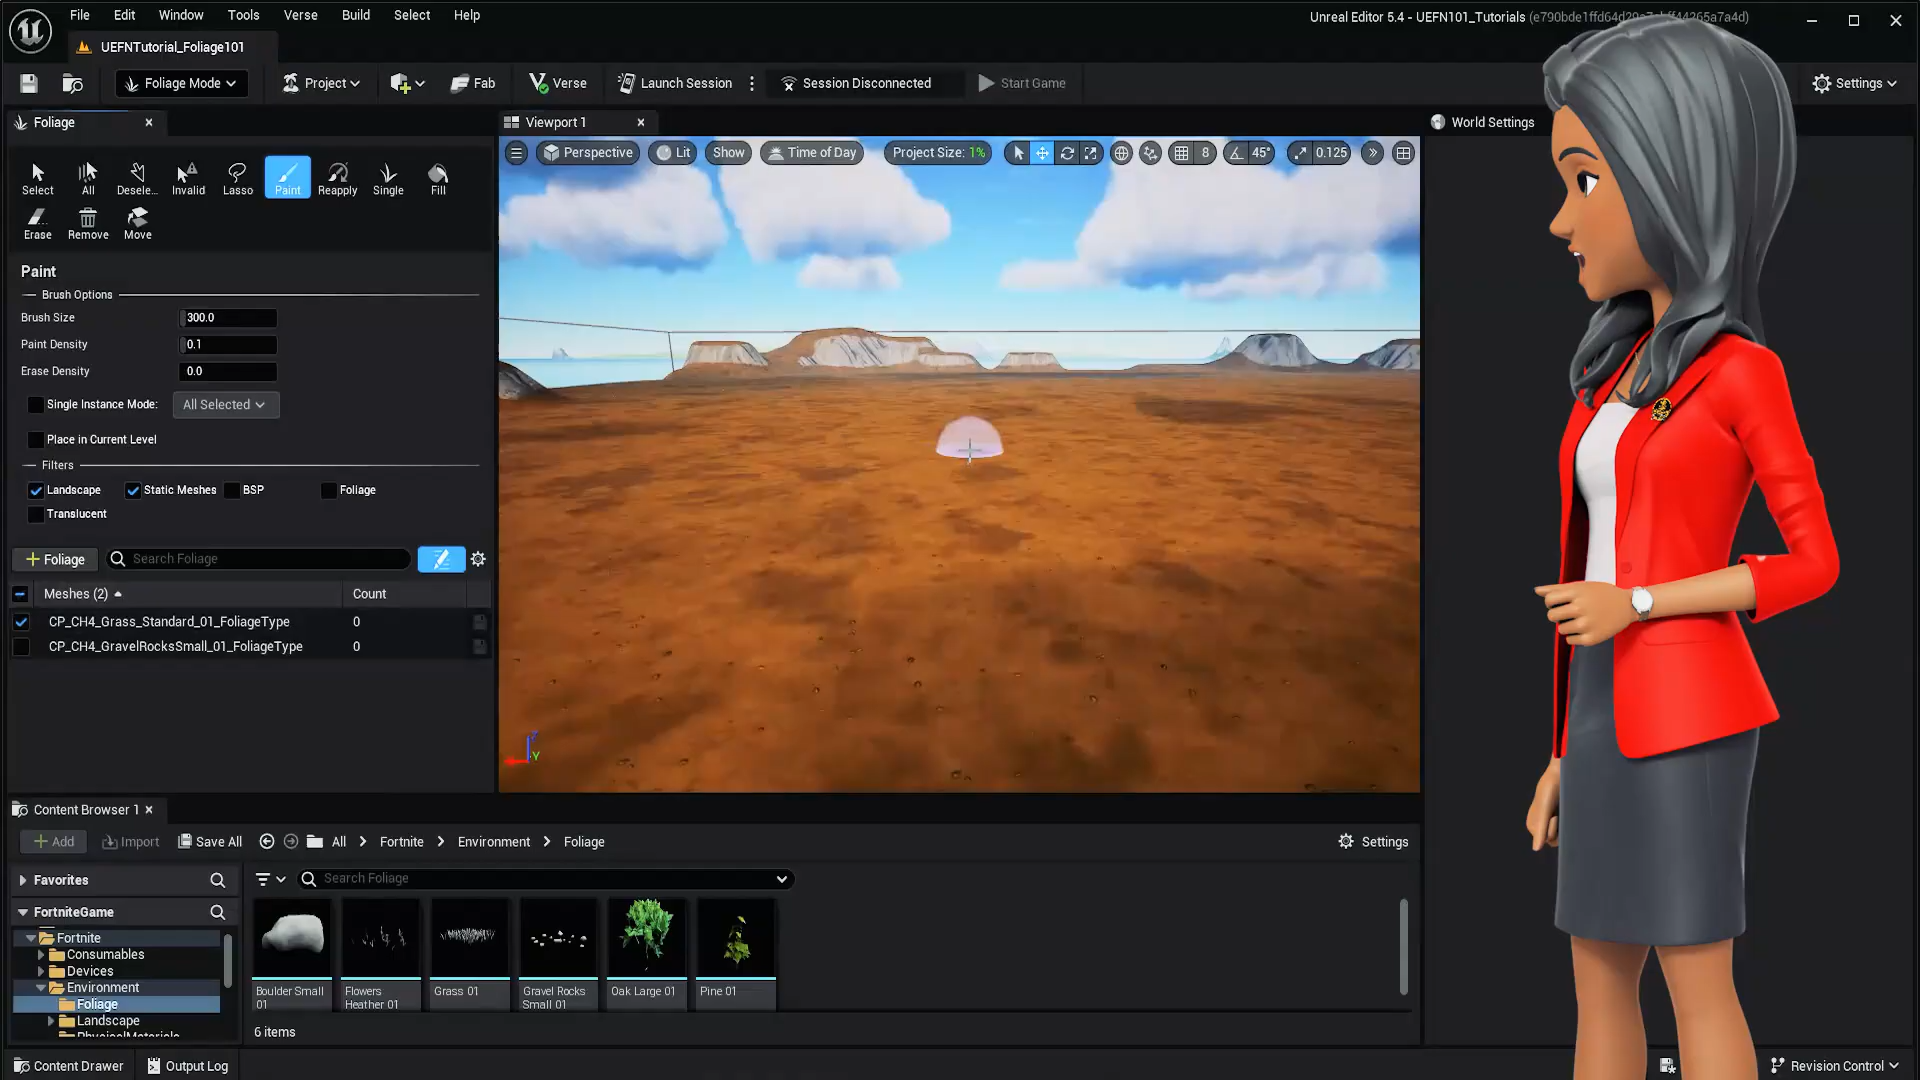 File Edit Window Tools Verse Build Select Help
Unreal Editor 5.4 - UEFN101_Tutorials
UEFNTutorial_Foliage101
Foliage Mode
Project
Fab
Verse
Launch Session
Session Disconnected
Start Game
Settings
Foliage
Viewport 1
World Settings
Select All Desele... Invalid Lasso Paint Reapply Single Fill
Erase Remove Move
Perspective Lit Show Time of Day Project Size: 1% 8 45° 0.125
Paint
Brush Options
Brush Size 300.0
Paint Density 0.1
Erase Density 0.0
Single Instance Mode: All Selected
Place in Current Level
Filters
Landscape Static Meshes BSP Foliage
Translucent
+ Foliage Search Foliage
Meshes (2) Count
CP_CH4_Grass_Standard_01_FoliageType 0
CP_CH4_GravelRocksSmall_01_FoliageType 0
Y
Content Browser 1
+ Add Import Save All All > Fortnite > Environment > Foliage Settings
Favorites
Search Foliage
FortniteGame
Fortnite
Consumables
Devices
Environment
Foliage
Landscape
Boulder Small 01
Flowers Heather 01
Grass 01
Gravel Rocks Small 01
Oak Large 01
Pine 01
6 items
Content Drawer Output Log Revision Control